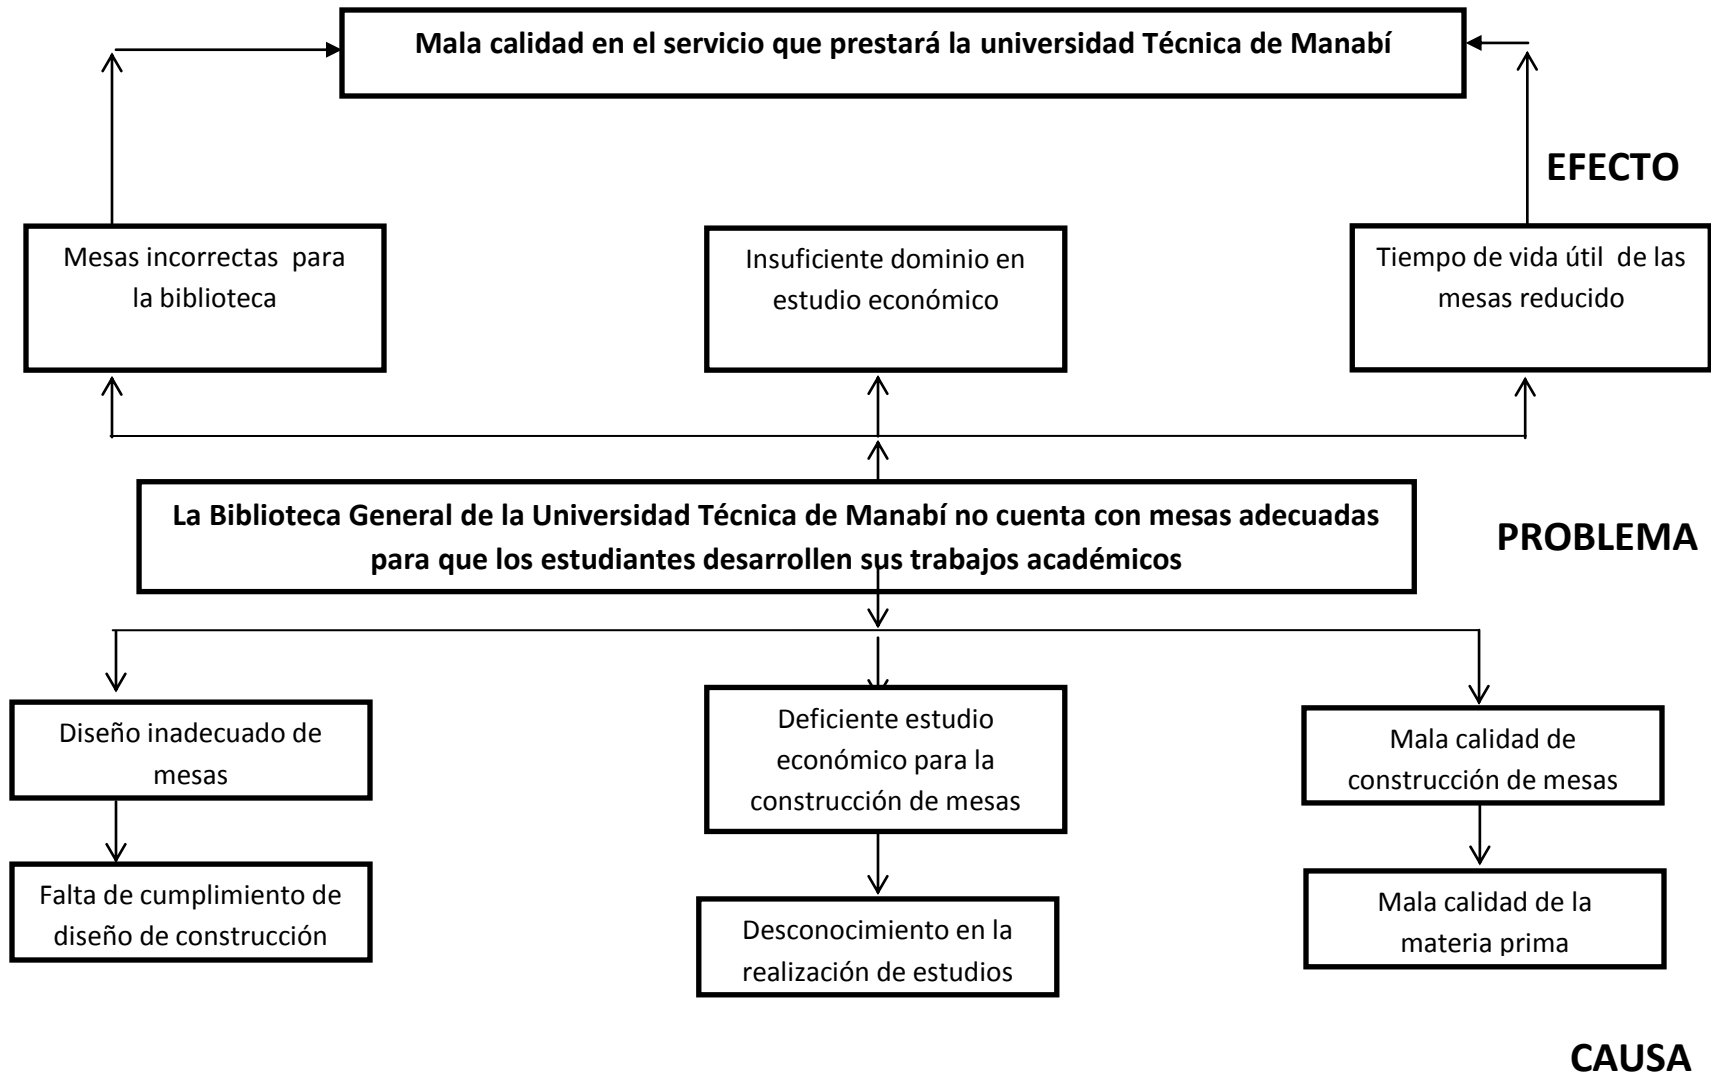 Mala calidad en el servicio que prestará la universidad Técnica de Manabí
EFECTO
Mesas incorrectas para
la biblioteca
Insuficiente dominio en
estudio económico
Tiempo de vida útil de las
mesas reducido
La Biblioteca General de la Universidad Técnica de Manabí no cuenta con mesas adecuadas
para que los estudiantes desarrollen sus trabajos académicos
PROBLEMA
Diseño inadecuado de
mesas
Deficiente estudio
económico para la
construcción de mesas
Mala calidad de
construcción de mesas
Falta de cumplimiento de
diseño de construcción
Desconocimiento en la
realización de estudios
Mala calidad de la
materia prima
CAUSA